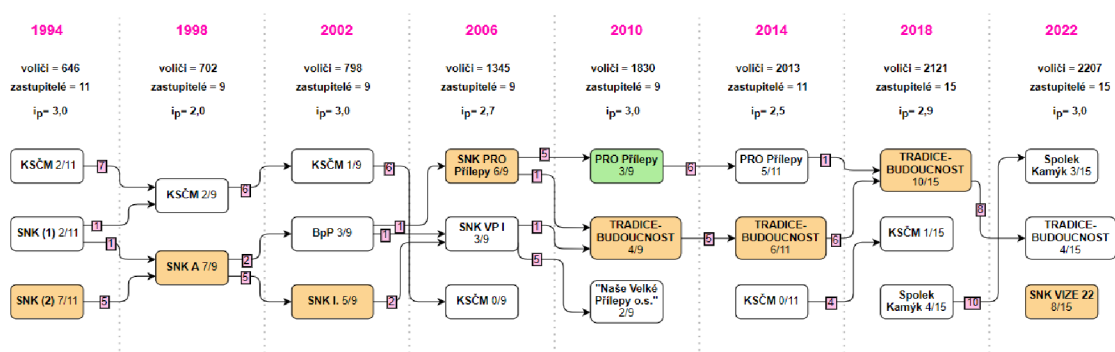 1994 1998 2002 2006 2010 2014 2018 2022
voliči = 646 voliči = 702 voliči = 798 voliči = 1345 voliči = 1830 voliči = 2013 voliči = 2121 voliči = 2207
zastupitelé = 11 zastupitelé = 9 zastupitelé = 9 zastupitelé = 9 zastupitelé = 9 zastupitelé = 11 zastupitelé = 15 zastupitelé = 15
ip= 3,0 ip= 2,0 ip= 3,0 ip= 2,7 ip= 3,0 ip= 2,5 ip= 2,9 ip= 3,0
KSČM 2/11
7
SNK (1) 2/11
1
1
SNK (2) 7/11
5
KSČM 2/9
6
SNK A 7/9
2
5
KSČM 1/9
6
BpP 3/9
1
1
SNK I. 5/9
2
SNK PRO
Přílepy 6/9
5
1
SNK VP I
3/9
1
5
KSČM 0/9
PRO Přílepy
3/9
6
TRADICE-
BUDOUCNOST
4/9
5
"Naše Velké
Přílepy o.s."
2/9
PRO Přílepy
5/11
1
TRADICE-
BUDOUCNOST
6/11
6
KSČM 0/11
4
TRADICE-
BUDOUCNOST
10/15
8
KSČM 1/15
Spolek
Kamýk 4/15
10
Spolek
Kamýk 3/15
TRADICE-
BUDOUCNOST
4/15
SNK VIZE 22
8/15